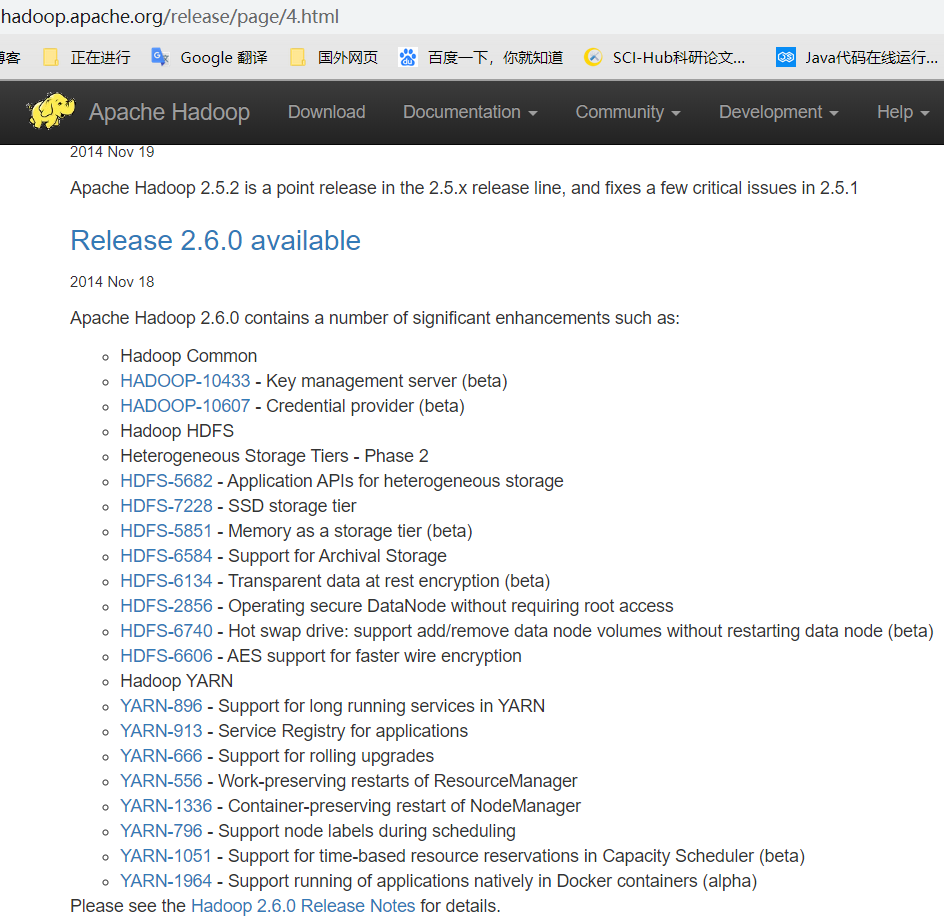 hadoop.apache.org/release/page/4.html
博客 正在进行 Google 翻译 国外网页 百度一下，你就知道 SCI-Hub科研论文... Java代码在线运行...
Apache Hadoop Download Documentation Community Development Help
2014 Nov 19
Apache Hadoop 2.5.2 is a point release in the 2.5.x release line, and fixes a few critical issues in 2.5.1
Release 2.6.0 available
2014 Nov 18
Apache Hadoop 2.6.0 contains a number of significant enhancements such as:
Hadoop Common
HADOOP-10433 - Key management server (beta)
HADOOP-10607 - Credential provider (beta)
Hadoop HDFS
Heterogeneous Storage Tiers - Phase 2
HDFS-5682 - Application APIs for heterogeneous storage
HDFS-7228 - SSD storage tier
HDFS-5851 - Memory as a storage tier (beta)
HDFS-6584 - Support for Archival Storage
HDFS-6134 - Transparent data at rest encryption (beta)
HDFS-2856 - Operating secure DataNode without requiring root access
HDFS-6740 - Hot swap drive: support add/remove data node volumes without restarting data node (beta)
HDFS-6606 - AES support for faster wire encryption
Hadoop YARN
YARN-896 - Support for long running services in YARN
YARN-913 - Service Registry for applications
YARN-666 - Support for rolling upgrades
YARN-556 - Work-preserving restarts of ResourceManager
YARN-1336 - Container-preserving restart of NodeManager
YARN-796 - Support node labels during scheduling
YARN-1051 - Support for time-based resource reservations in Capacity Scheduler (beta)
YARN-1964 - Support running of applications natively in Docker containers (alpha)
Please see the Hadoop 2.6.0 Release Notes for details.